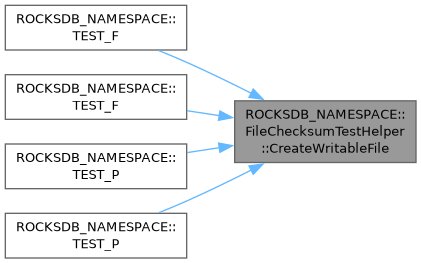 ROCKSDB_NAMESPACE::
TEST_F
ROCKSDB_NAMESPACE::
TEST_F
ROCKSDB_NAMESPACE::
TEST_P
ROCKSDB_NAMESPACE::
TEST_P
ROCKSDB_NAMESPACE::
FileChecksumTestHelper
::CreateWritableFile